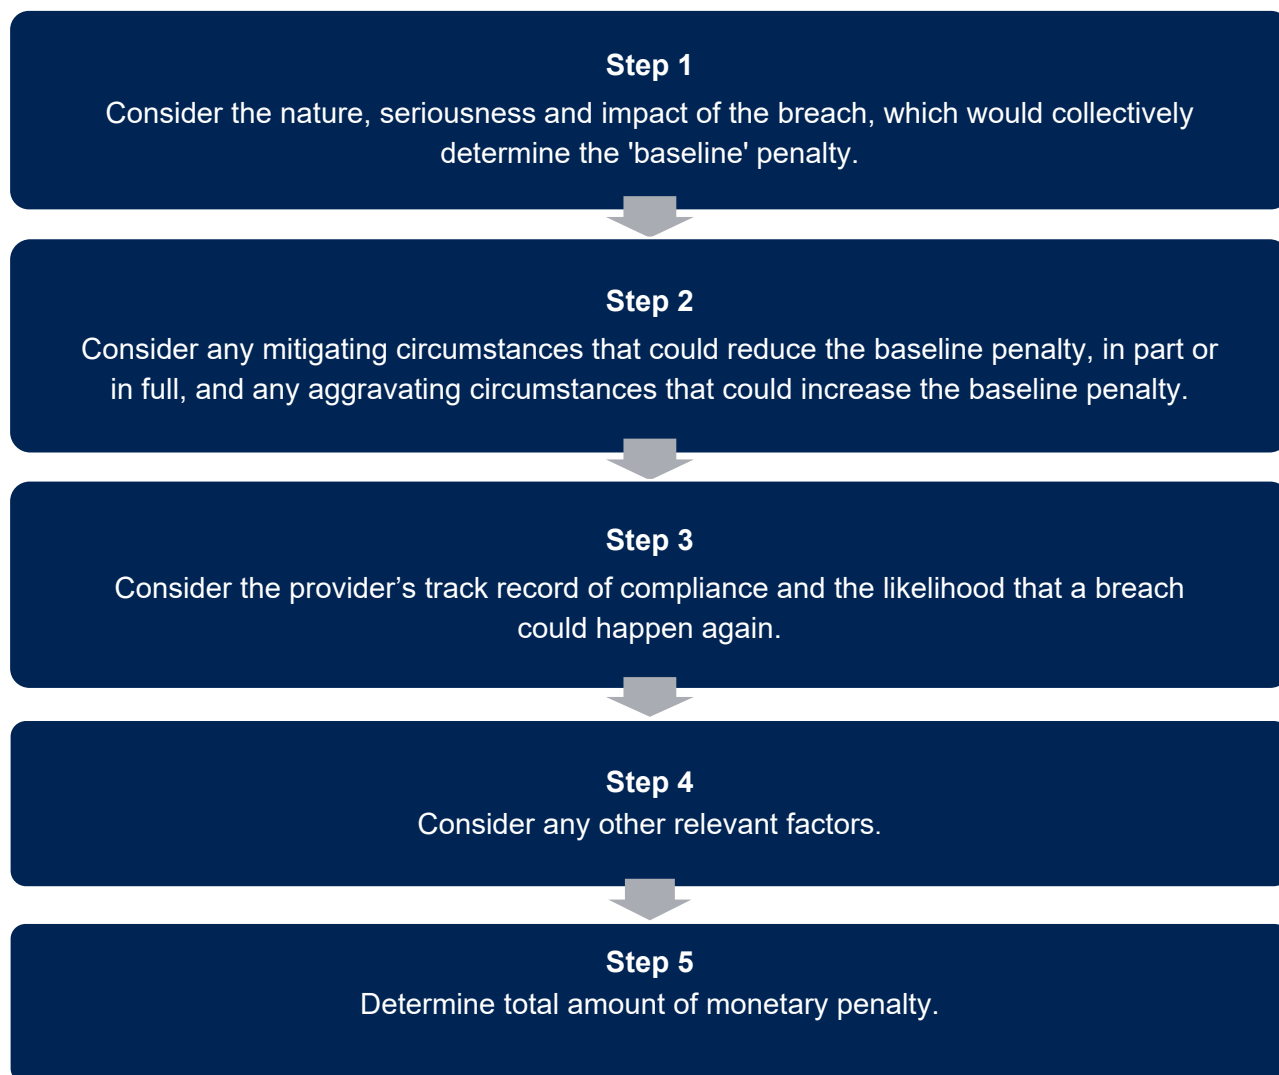 Step 1
Consider the nature, seriousness and impact of the breach, which would collectively
determine the 'baseline' penalty.
Step 2
Consider any mitigating circumstances that could reduce the baseline penalty, in part or
in full, and any aggravating circumstances that could increase the baseline penalty.
Step 3
Consider the provider’s track record of compliance and the likelihood that a breach
could happen again.
Step 4
Consider any other relevant factors.
Step 5
Determine total amount of monetary penalty.